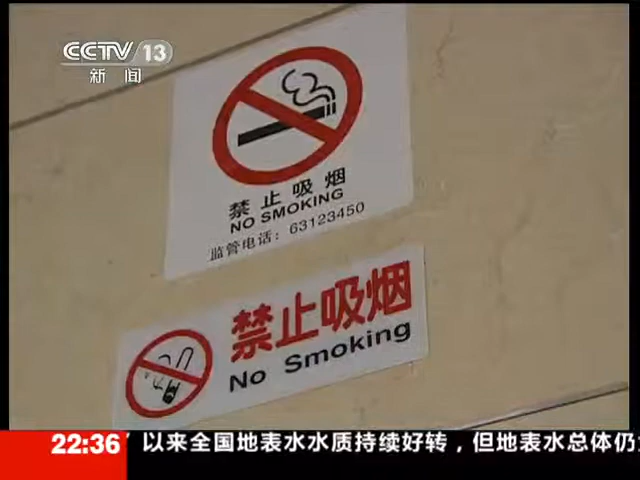 CCTV 13
新闻
禁止吸烟
NO SMOKING
监管电话：63123450
禁止吸烟
No Smoking
22:36
以来全国地表水水质持续好转，但地表水总体仍